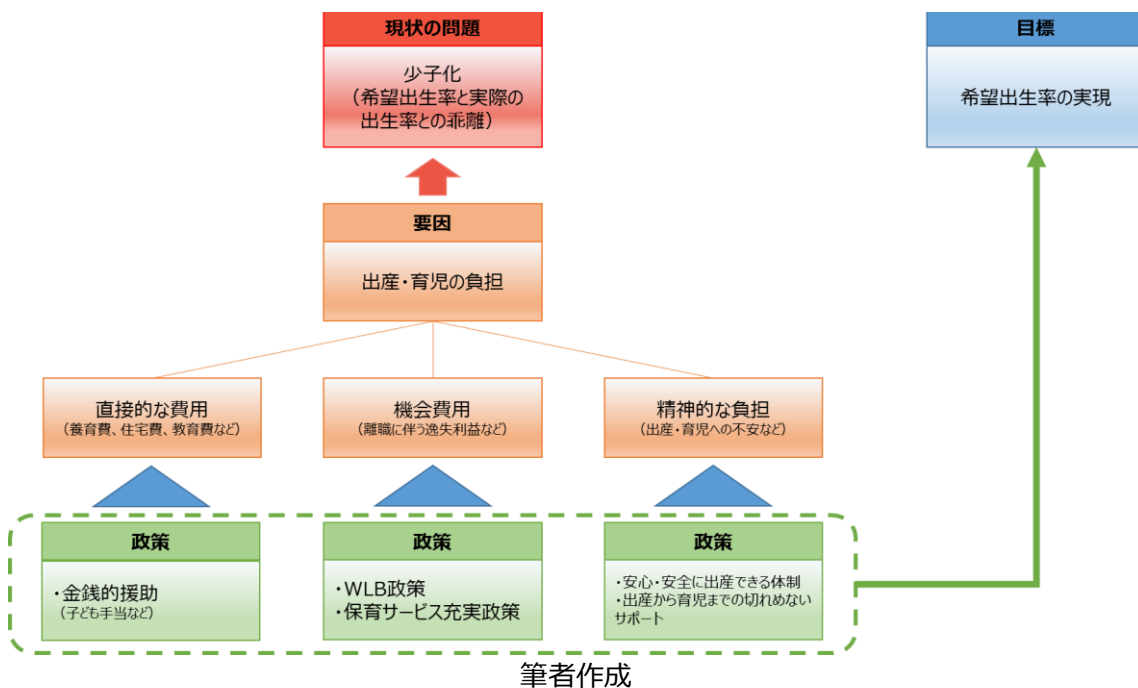 現状の問題
少子化
（希望出生率と実際の
出生率との乖離）
目標
希望出生率の実現
要因
出産・育児の負担
直接的な費用
（養育費、住宅費、教育費など）
機会費用
（離職に伴う逸失利益など）
精神的な負担
（出産・育児への不安など）
政策
・金銭的援助
（子ども手当など）
政策
・WLB政策
・保育サービス充実政策
政策
・安心・安全に出産できる体制
・出産から育児までの切れめない
サポート
筆者作成